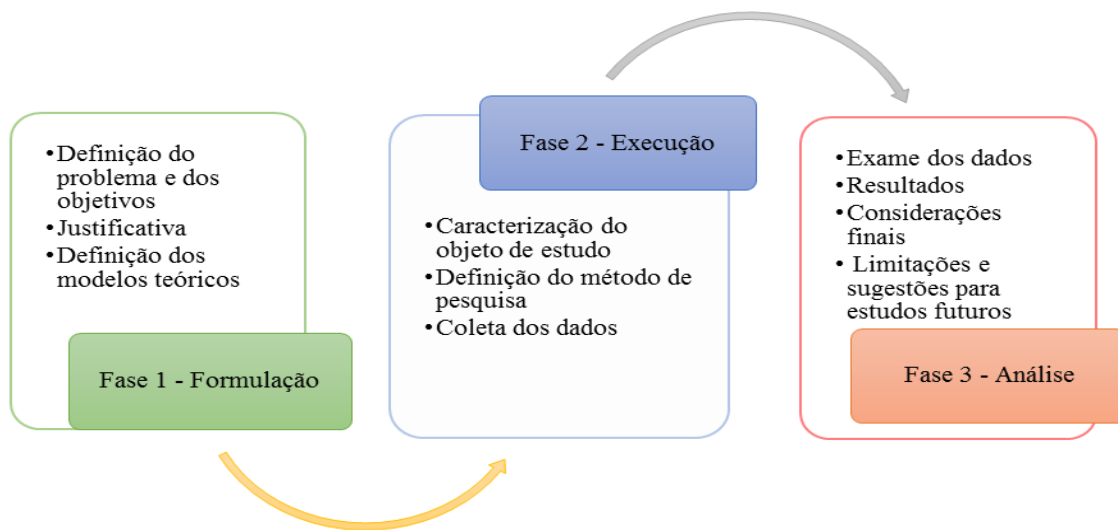 •Definição do
problema e dos
objetivos
•Justificativa
•Definição dos
modelos teóricos
Fase 1 - Formulação
Fase 2 - Execução
•Caracterização do
objeto de estudo
•Definição do método de
pesquisa
•Coleta dos dados
•Exame dos dados
•Resultados
•Considerações
finais
• Limitações e
sugestões para
estudos futuros
Fase 3 - Análise